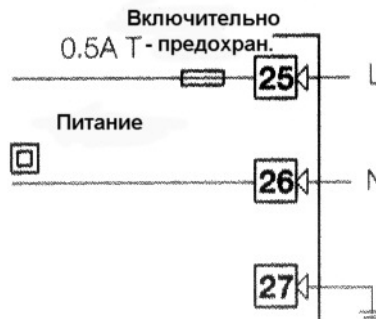 Включительно
0.5A T - предохран.
25 L
Питание
26 N
27